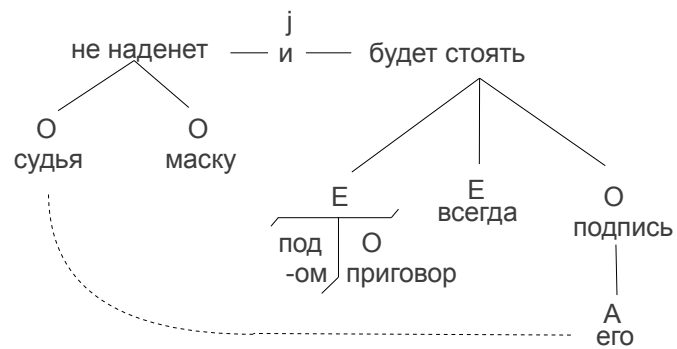 j
не наденет и будет стоять
О О
судья маску
Е Е О
всегда подпись
под О
-ом приговор
А
его